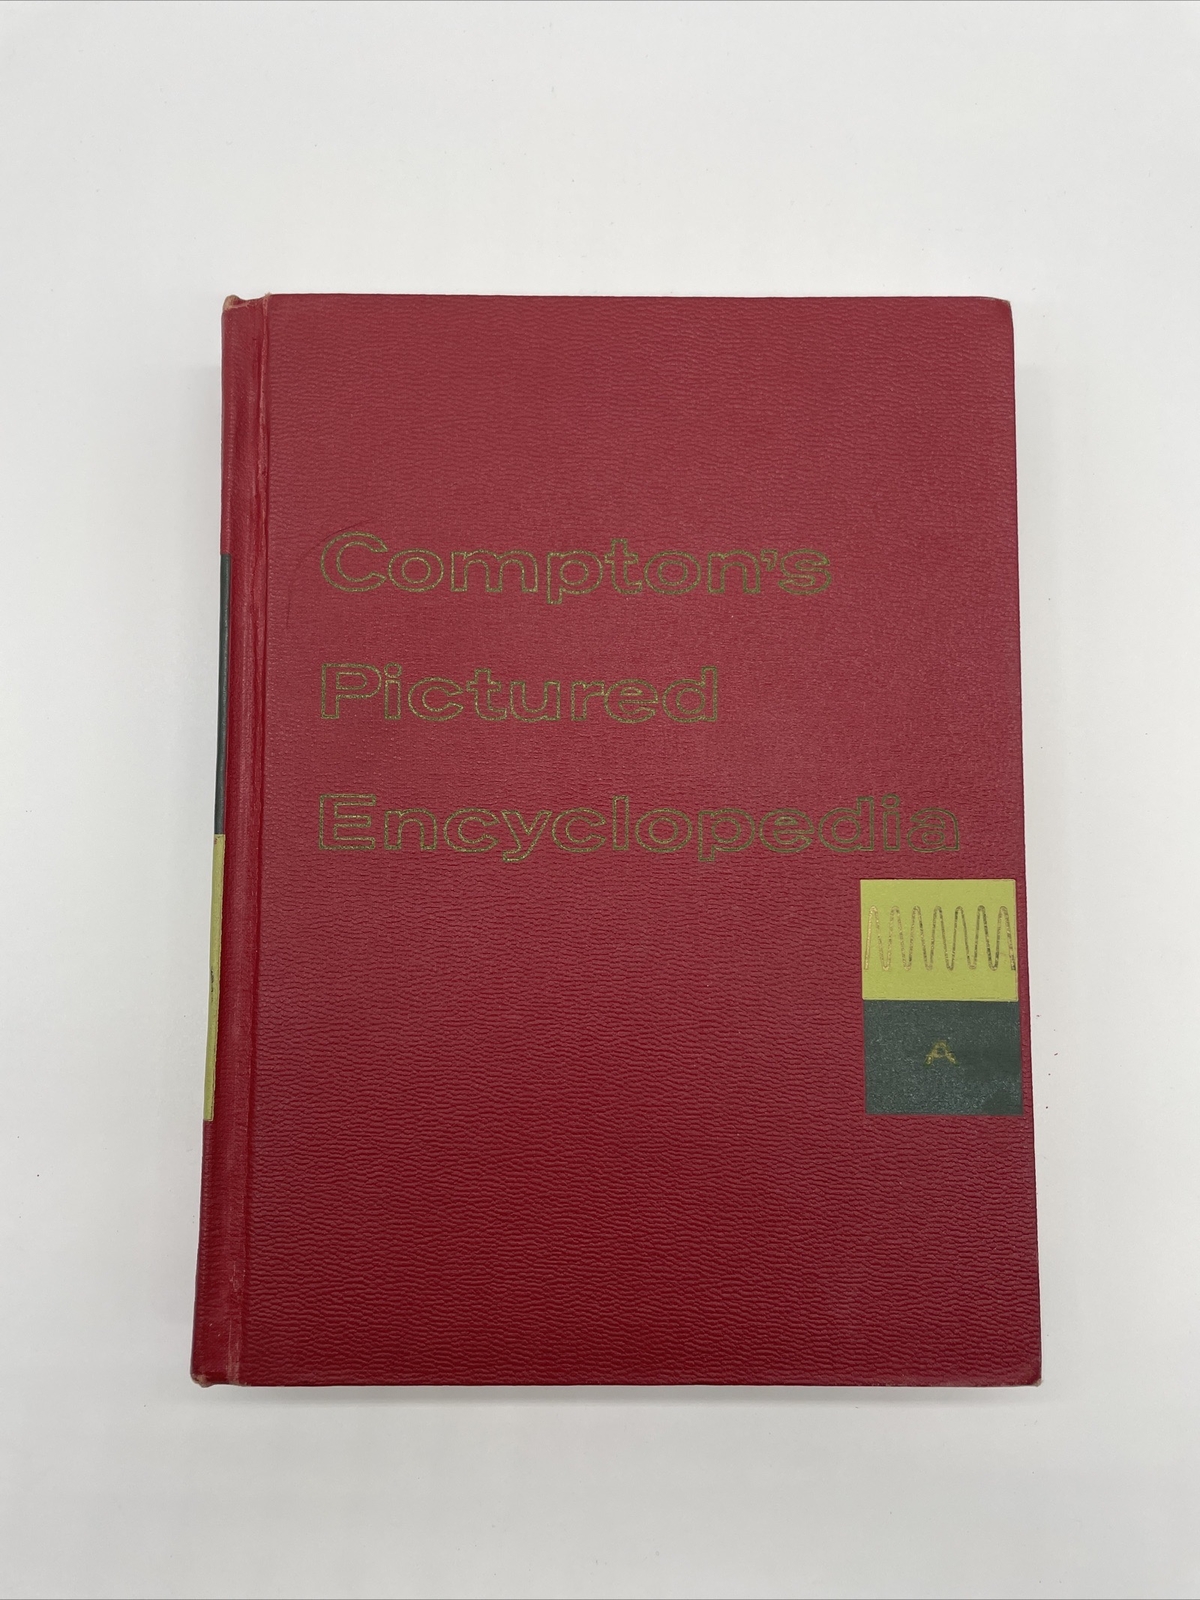 Compton's
Pictured
Encyclopedia
A